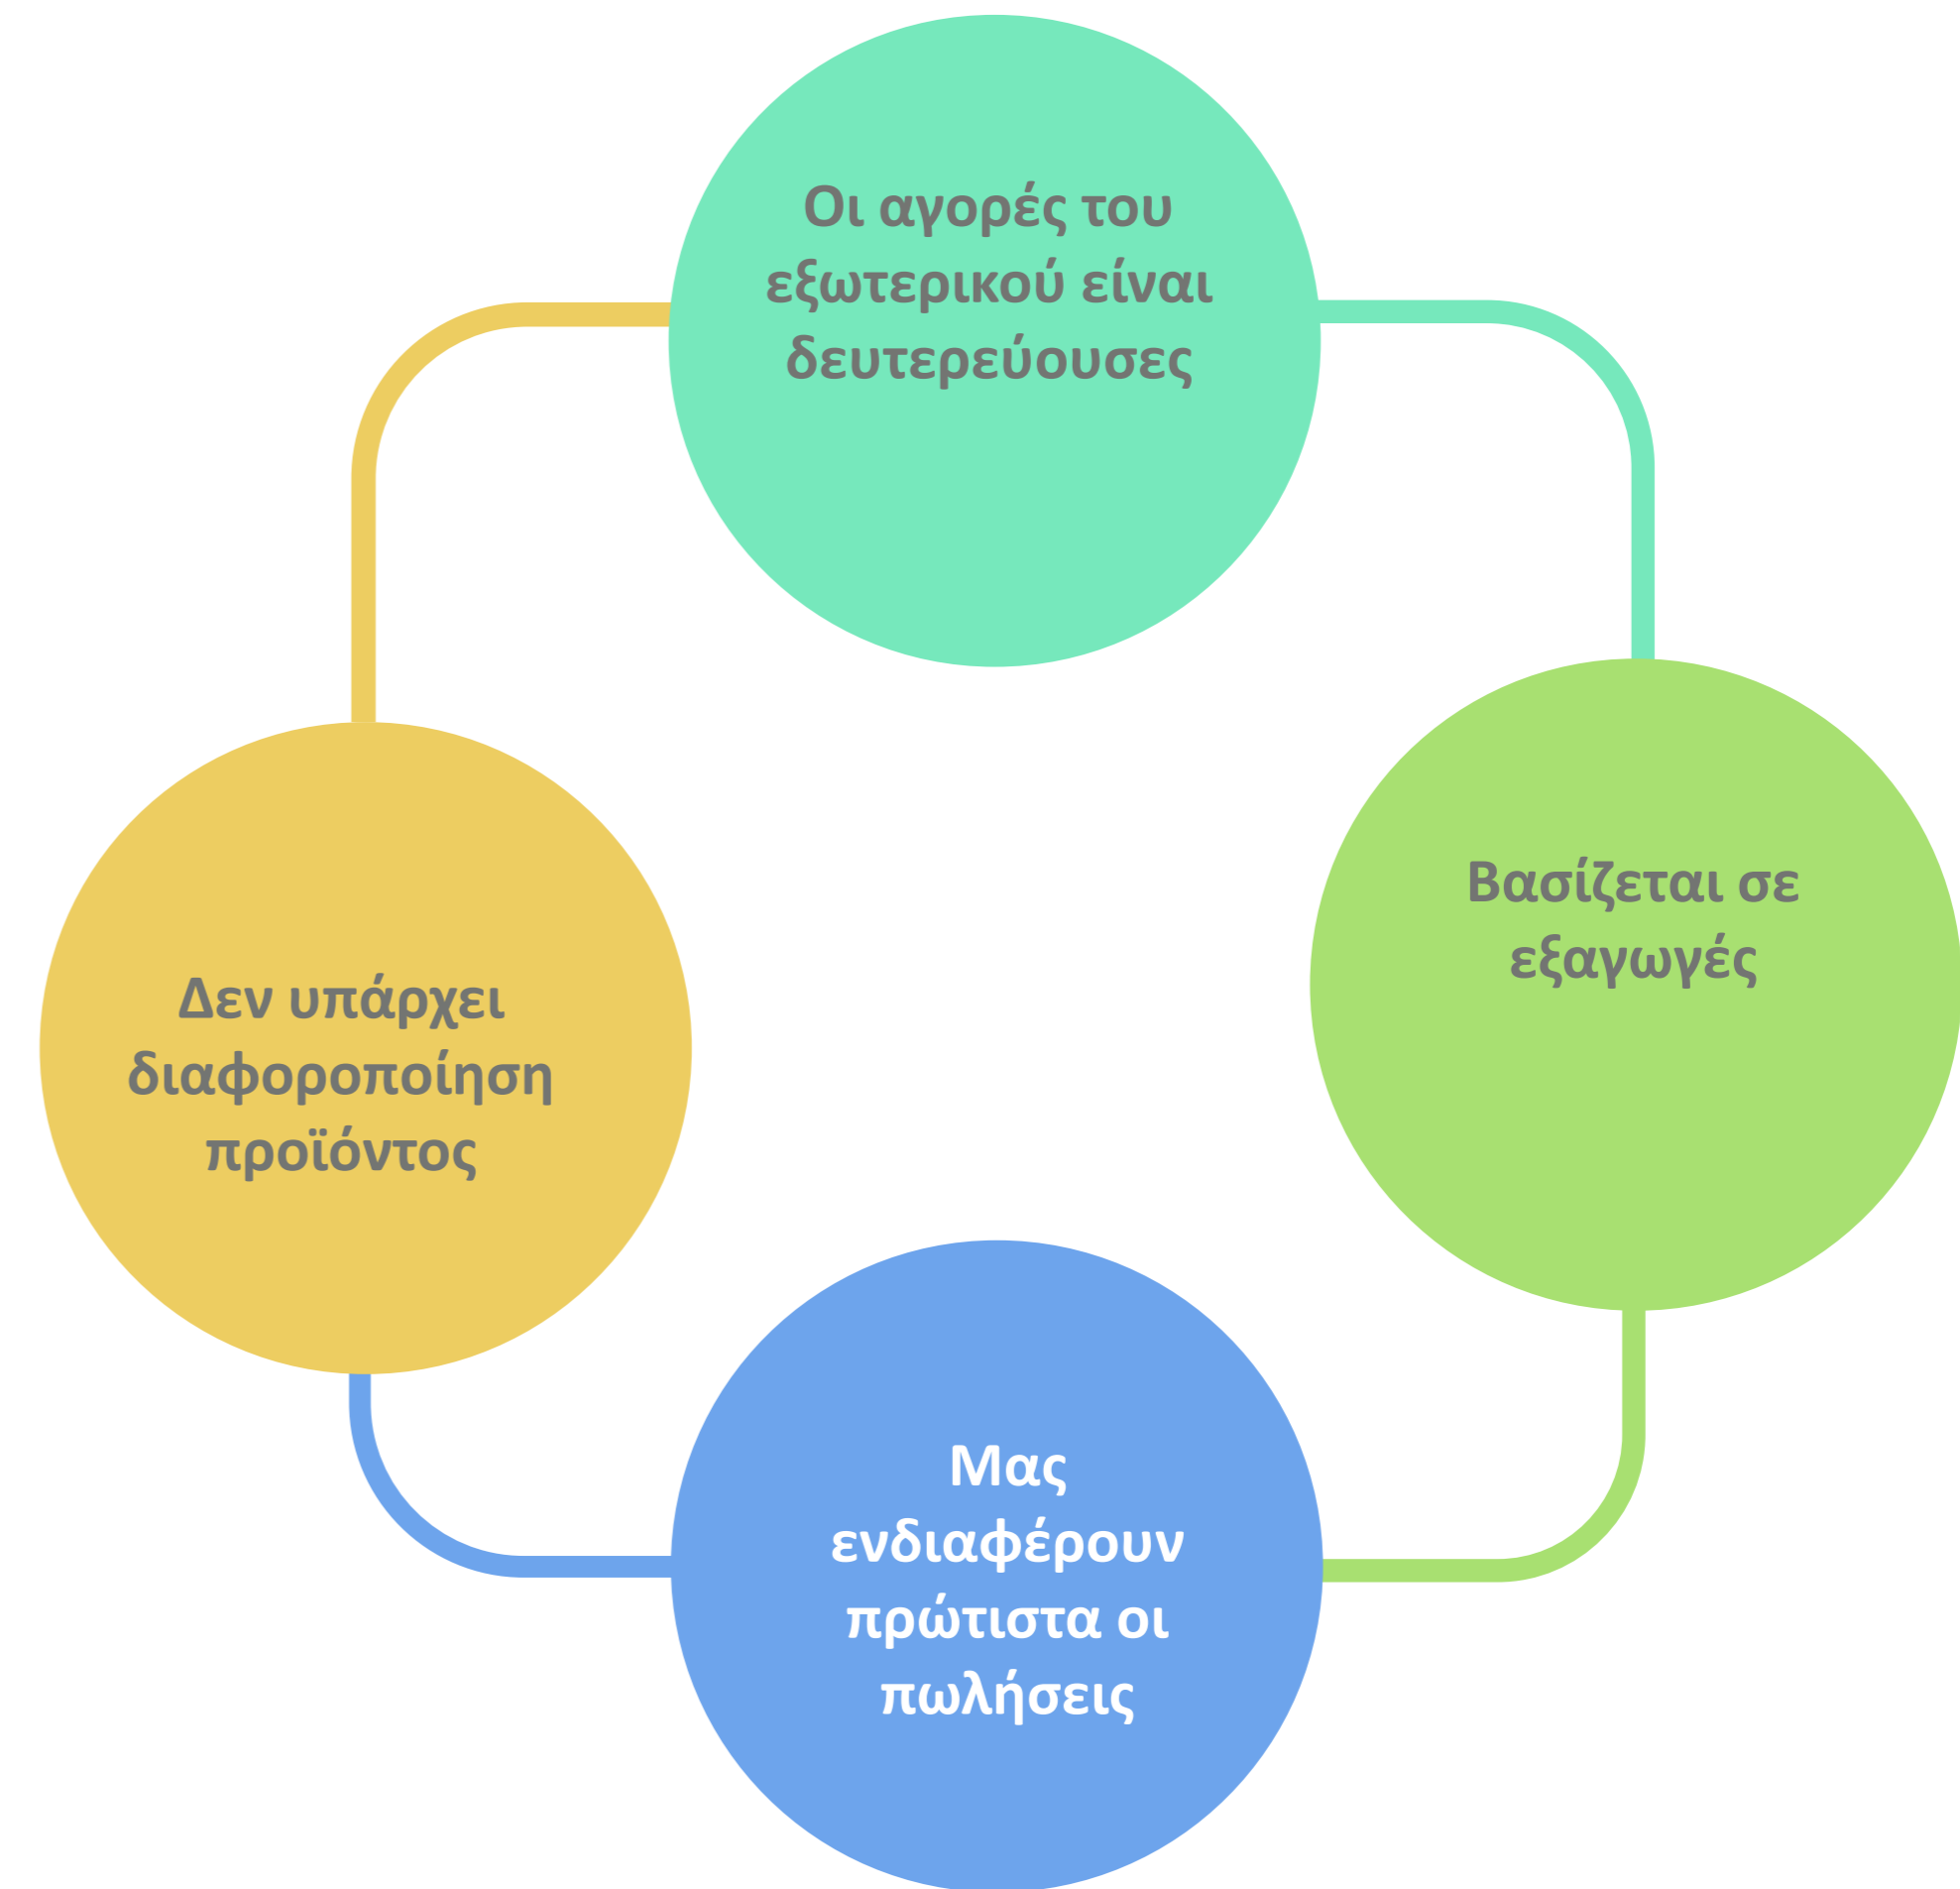 Οι αγορές του
εξωτερικού είναι
δευτερεύουσες
Βασίζεται σε
εξαγωγές
Δεν υπάρχει
διαφοροποίηση
προϊόντος
Μας
ενδιαφέρουν
πρώτιστα οι
πωλήσεις